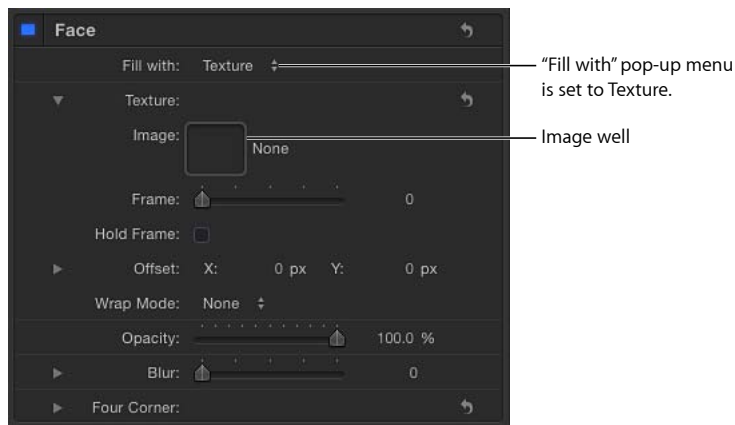 Face
Fill with: Texture
“Fill with” pop-up menu
is set to Texture.
Texture:
Image: None
Image well
Frame: 0
Hold Frame:
Offset: X: 0 px Y: 0 px
Wrap Mode: None
Opacity: 100.0 %
Blur: 0
Four Corner: